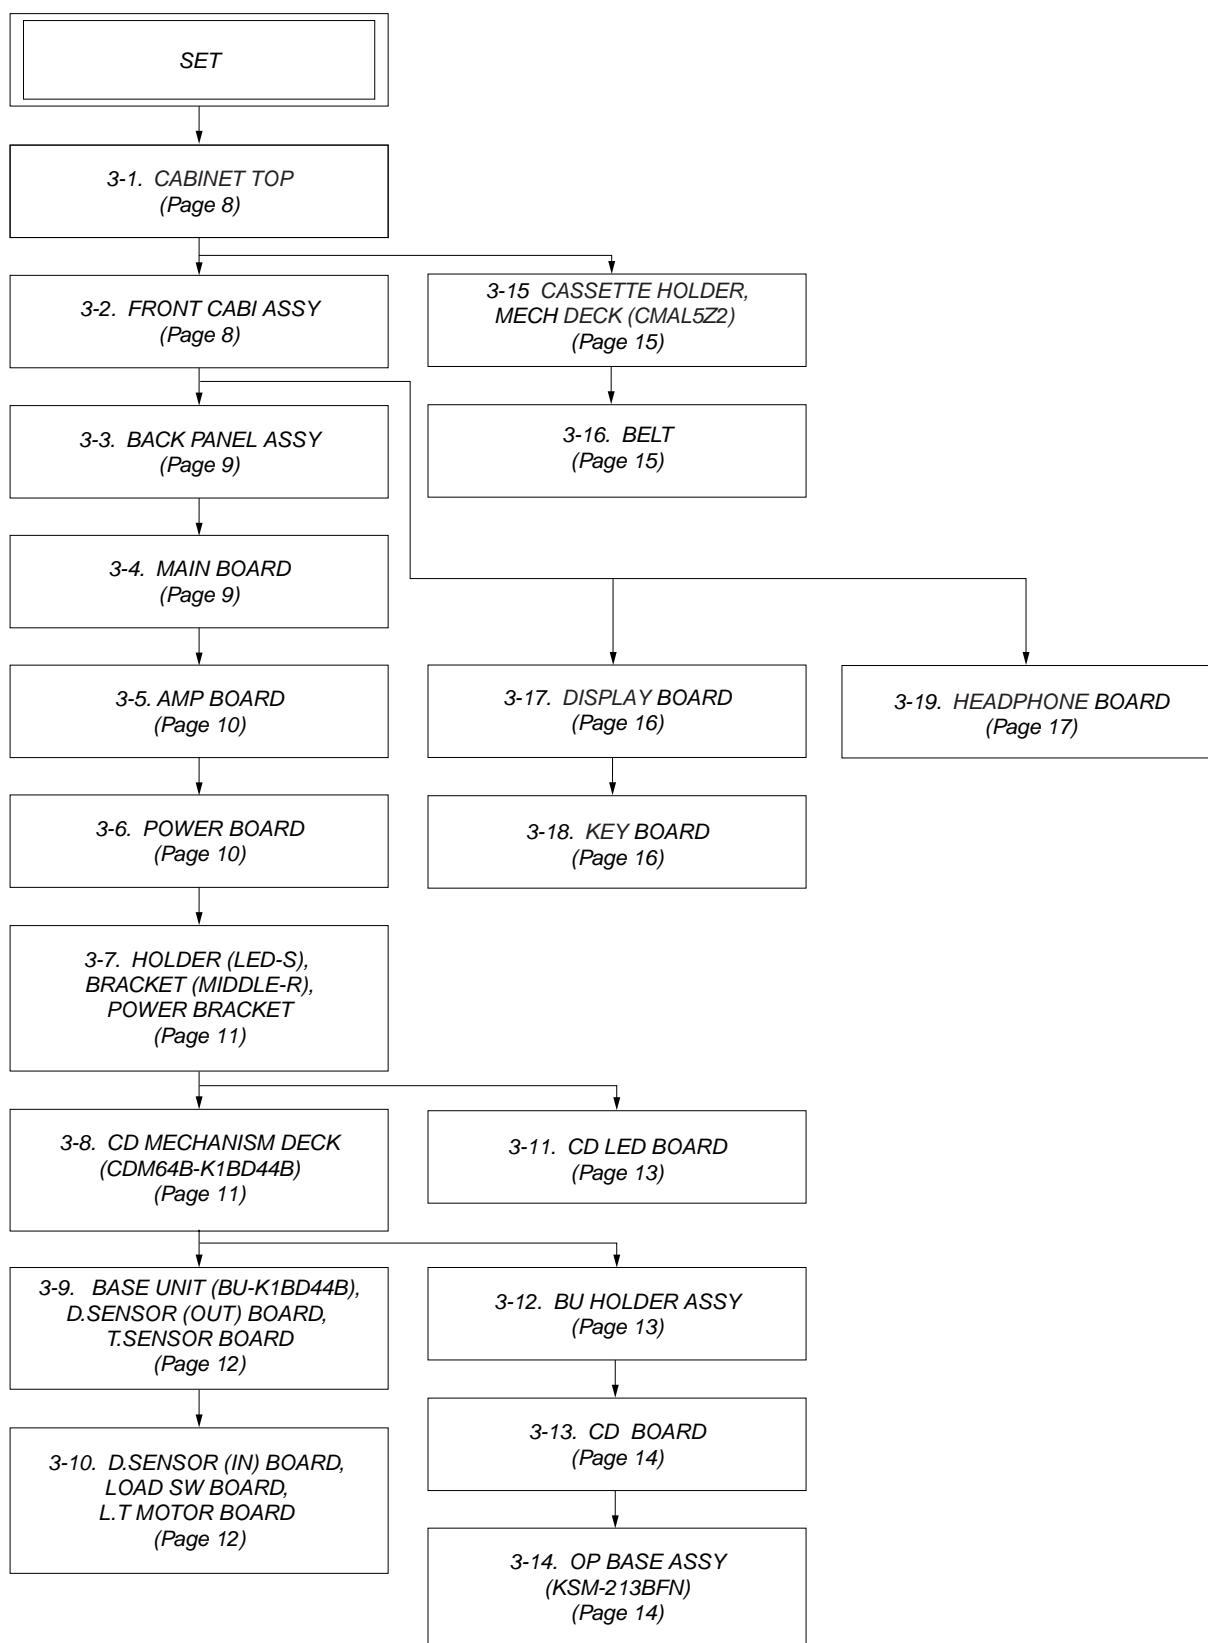 SET
3-1. CABINET TOP
(Page 8)
3-2. FRONT CABI ASSY
(Page 8)
3-15 CASSETTE HOLDER,
MECH DECK (CMAL5Z2)
(Page 15)
3-3. BACK PANEL ASSY
(Page 9)
3-16. BELT
(Page 15)
3-4. MAIN BOARD
(Page 9)
3-5. AMP BOARD
(Page 10)
3-17. DISPLAY BOARD
(Page 16)
3-19. HEADPHONE BOARD
(Page 17)
3-6. POWER BOARD
(Page 10)
3-18. KEY BOARD
(Page 16)
3-7. HOLDER (LED-S),
BRACKET (MIDDLE-R),
POWER BRACKET
(Page 11)
3-8. CD MECHANISM DECK
(CDM64B-K1BD44B)
(Page 11)
3-11. CD LED BOARD
(Page 13)
3-9. BASE UNIT (BU-K1BD44B),
D.SENSOR (OUT) BOARD,
T.SENSOR BOARD
(Page 12)
3-12. BU HOLDER ASSY
(Page 13)
3-10. D.SENSOR (IN) BOARD,
LOAD SW BOARD,
L.T MOTOR BOARD
(Page 12)
3-13. CD BOARD
(Page 14)
3-14. OP BASE ASSY
(KSM-213BFN)
(Page 14)